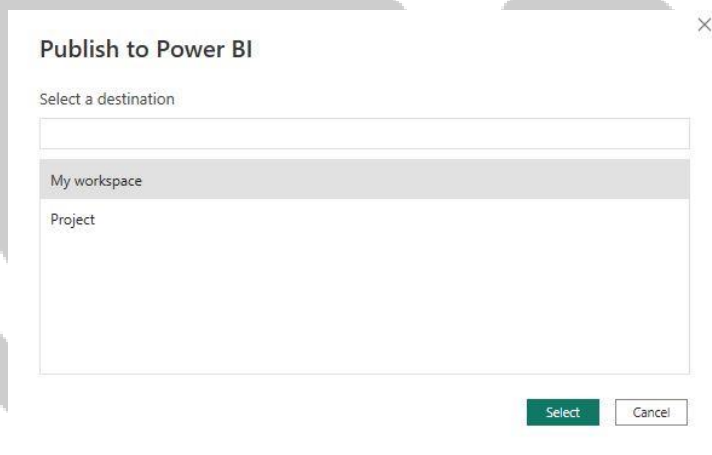 Publish to Power BI
Select a destination
My workspace
Project
Select Cancel